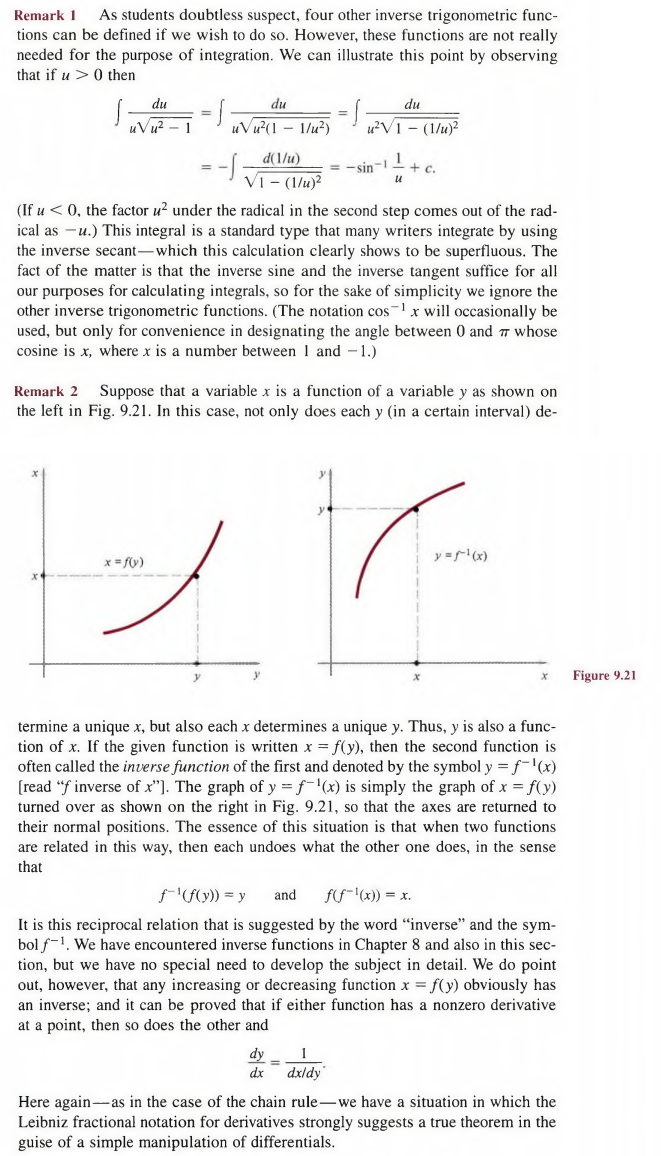 Remark 1 As students doubtless suspect, four other inverse trigonometric func-
tions can be defined if we wish to do so. However, these functions are not really
needed for the purpose of integration. We can illustrate this point by observing
that if u > 0 then
∫ du / u√u² − 1 = ∫ du / u√u²(1 − 1/u²) = ∫ du / u²√1 − (1/u)²
= −∫ d(1/u) / √1 − (1/u)² = −sin⁻¹ 1/u + c.
(If u < 0, the factor u² under the radical in the second step comes out of the rad-
ical as −u.) This integral is a standard type that many writers integrate by using
the inverse secant—which this calculation clearly shows to be superfluous. The
fact of the matter is that the inverse sine and the inverse tangent suffice for all
our purposes for calculating integrals, so for the sake of simplicity we ignore the
other inverse trigonometric functions. (The notation cos⁻¹ x will occasionally be
used, but only for convenience in designating the angle between 0 and π whose
cosine is x, where x is a number between 1 and −1.)
Remark 2 Suppose that a variable x is a function of a variable y as shown on
the left in Fig. 9.21. In this case, not only does each y (in a certain interval) de-
x
x = f(y)
x
y
y
y
y
y = f⁻¹(x)
x
x
Figure 9.21
termine a unique x, but also each x determines a unique y. Thus, y is also a func-
tion of x. If the given function is written x = f(y), then the second function is
often called the inverse function of the first and denoted by the symbol y = f⁻¹(x)
[read “f inverse of x”]. The graph of y = f⁻¹(x) is simply the graph of x = f(y)
turned over as shown on the right in Fig. 9.21, so that the axes are returned to
their normal positions. The essence of this situation is that when two functions
are related in this way, then each undoes what the other one does, in the sense
that
f⁻¹(f(y)) = y and f(f⁻¹(x)) = x.
It is this reciprocal relation that is suggested by the word “inverse” and the sym-
bol f⁻¹. We have encountered inverse functions in Chapter 8 and also in this sec-
tion, but we have no special need to develop the subject in detail. We do point
out, however, that any increasing or decreasing function x = f(y) obviously has
an inverse; and it can be proved that if either function has a nonzero derivative
at a point, then so does the other and
dy/dx = 1 / dx/dy.
Here again—as in the case of the chain rule—we have a situation in which the
Leibniz fractional notation for derivatives strongly suggests a true theorem in the
guise of a simple manipulation of differentials.